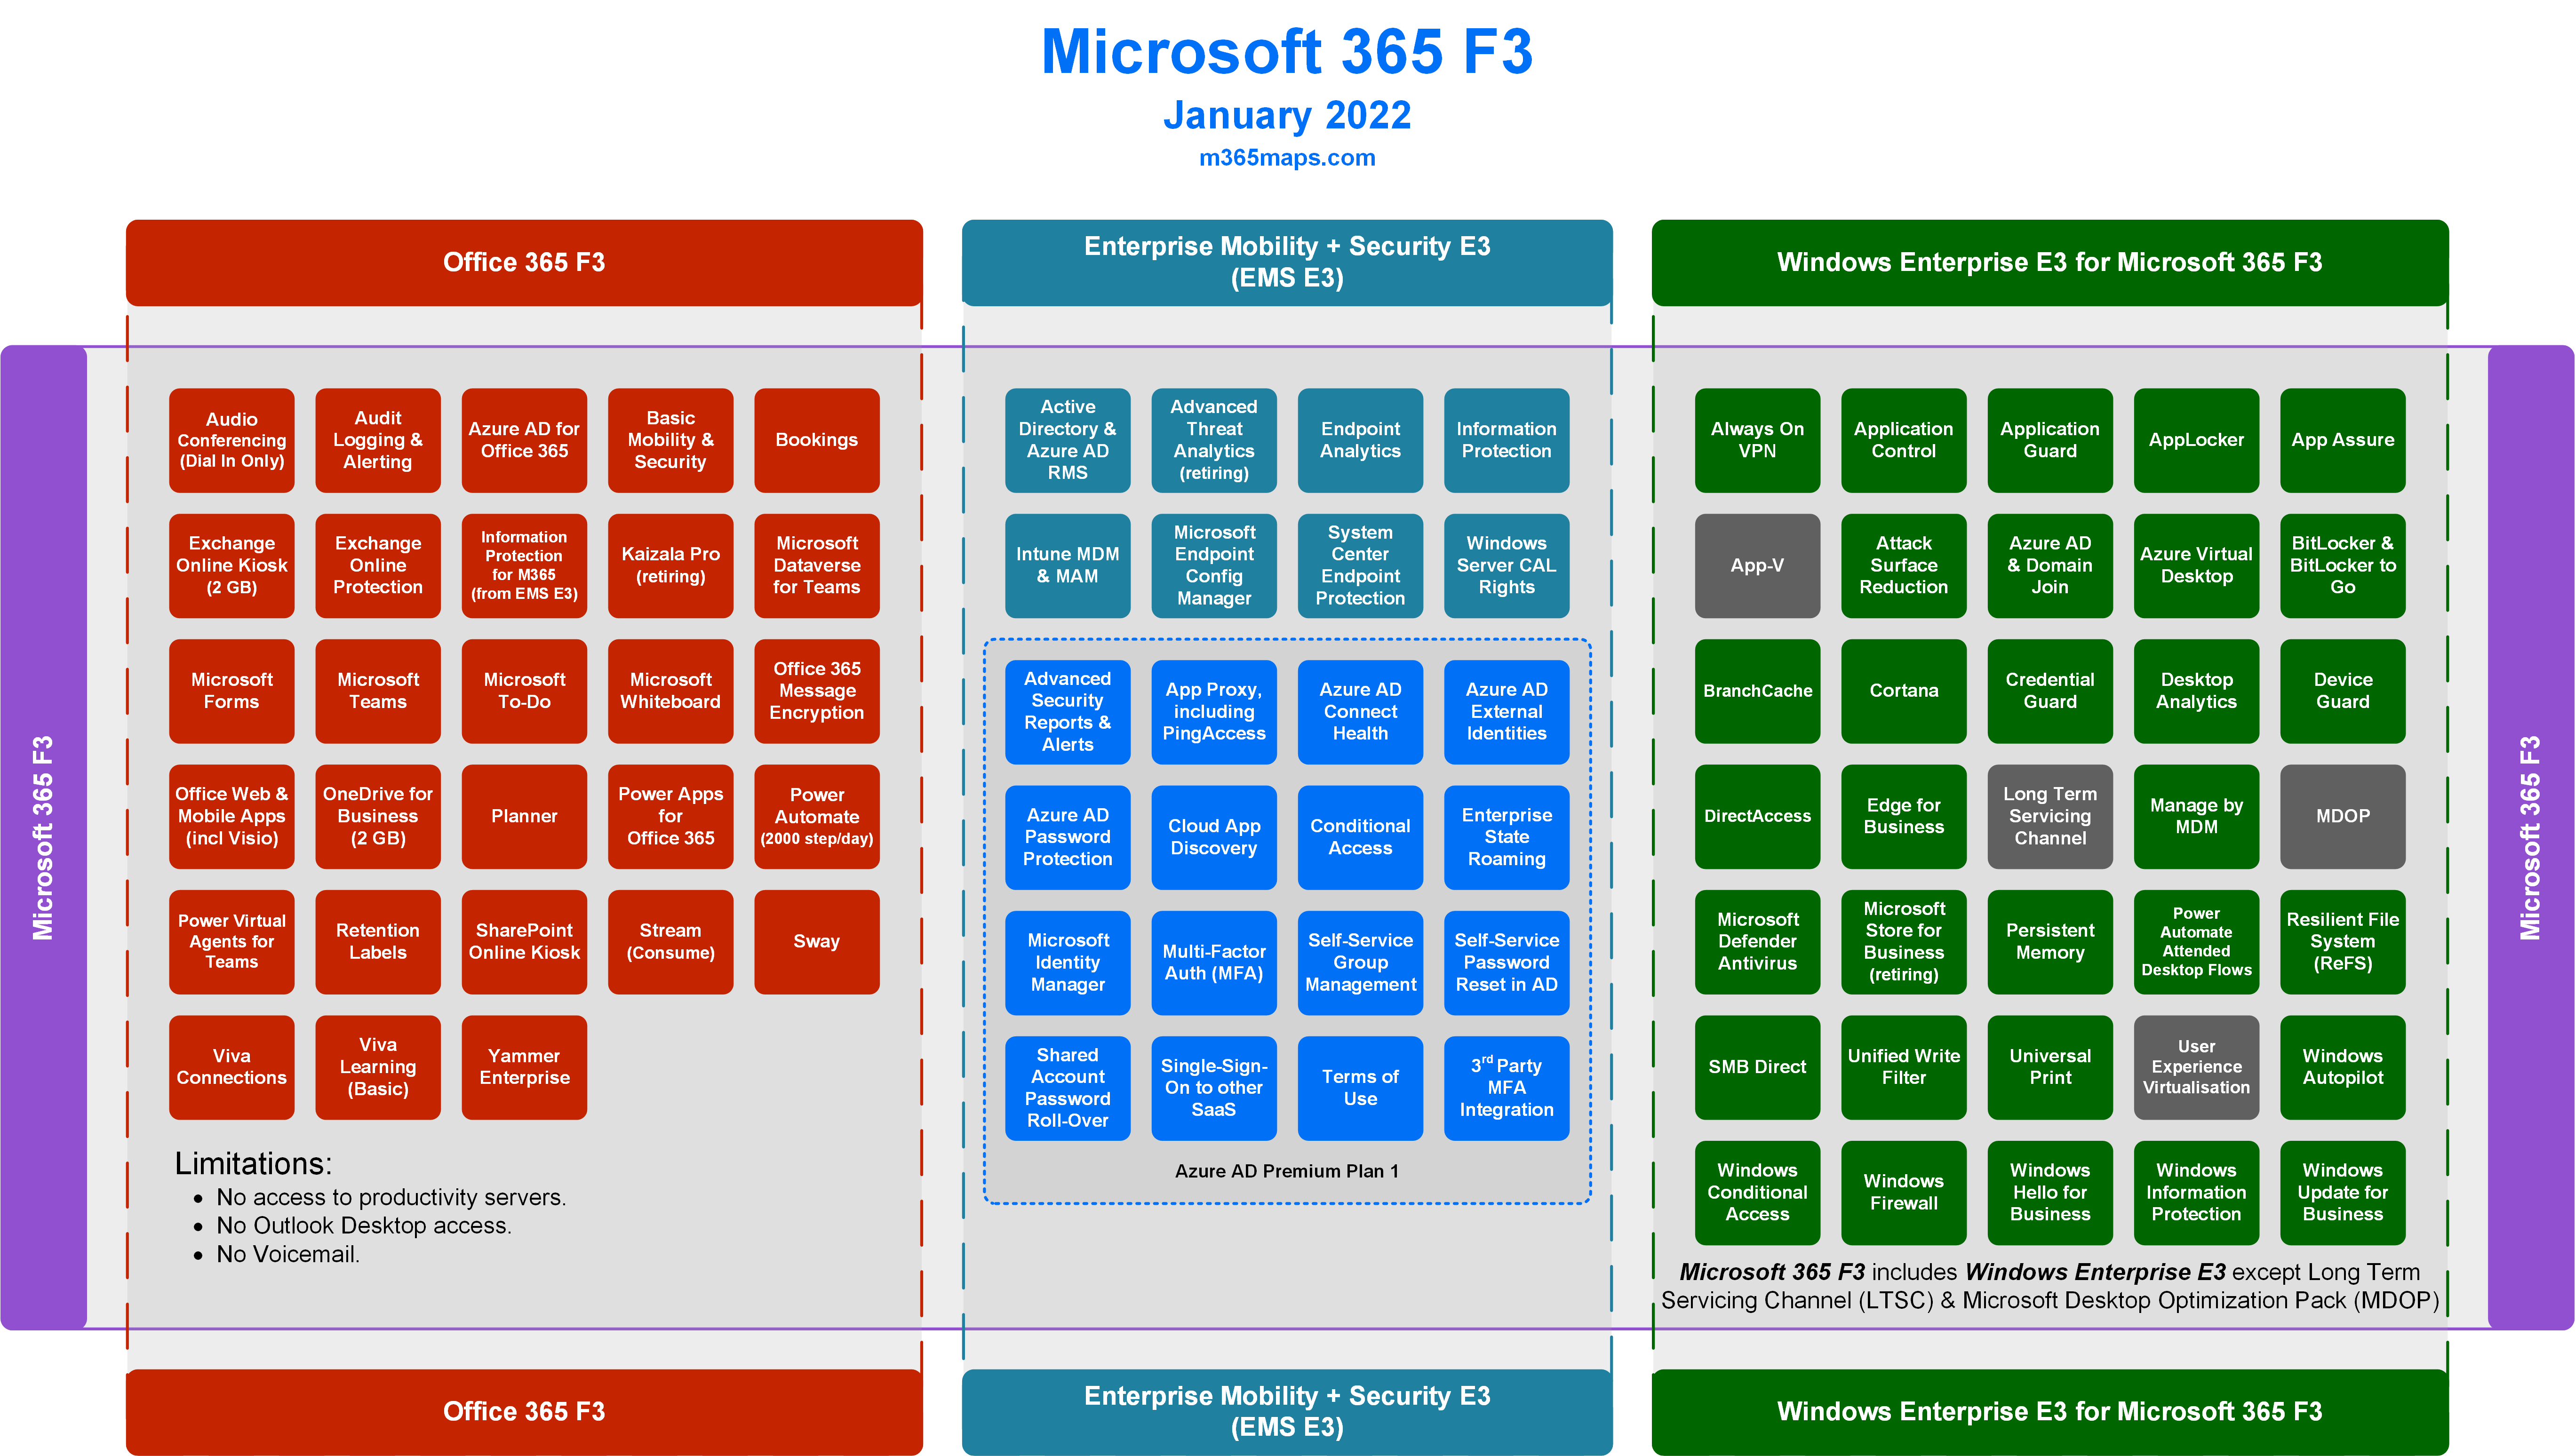 Microsoft 365 F3
January 2022
m365maps.com
Office 365 F3
Enterprise Mobility + Security E3
(EMS E3)
Windows Enterprise E3 for Microsoft 365 F3
Microsoft 365 F3
Audio
Conferencing
(Dial In Only)
Audit
Logging &
Alerting
Azure AD for
Office 365
Basic
Mobility &
Security
Bookings
Exchange
Online Kiosk
(2 GB)
Exchange
Online
Protection
Information
Protection
for M365
(from EMS E3)
Kaizala Pro
(retiring)
Microsoft
Dataverse
for Teams
Microsoft
Forms
Microsoft
Teams
Microsoft
To-Do
Microsoft
Whiteboard
Office 365
Message
Encryption
Office Web &
Mobile Apps
(incl Visio)
OneDrive for
Business
(2 GB)
Planner
Power Apps
for
Office 365
Power
Automate
(2000 step/day)
Power Virtual
Agents for
Teams
Retention
Labels
SharePoint
Online Kiosk
Stream
(Consume)
Sway
Viva
Connections
Viva
Learning
(Basic)
Yammer
Enterprise
Limitations:
• No access to productivity servers.
• No Outlook Desktop access.
• No Voicemail.
Active
Directory &
Azure AD
RMS
Advanced
Threat
Analytics
(retiring)
Endpoint
Analytics
Information
Protection
Intune MDM
& MAM
Microsoft
Endpoint
Config
Manager
System
Center
Endpoint
Protection
Windows
Server CAL
Rights
Advanced
Security
Reports &
Alerts
App Proxy,
including
PingAccess
Azure AD
Connect
Health
Azure AD
External
Identities
Azure AD
Password
Protection
Cloud App
Discovery
Conditional
Access
Enterprise
State
Roaming
Microsoft
Identity
Manager
Multi-Factor
Auth (MFA)
Self-Service
Group
Management
Self-Service
Password
Reset in AD
Shared
Account
Password
Roll-Over
Single-Sign-
On to other
SaaS
Terms of
Use
3rd Party
MFA
Integration
Azure AD Premium Plan 1
Always On
VPN
Application
Control
Application
Guard
AppLocker
App Assure
App-V
Attack
Surface
Reduction
Azure AD
& Domain
Join
Azure Virtual
Desktop
BitLocker &
BitLocker to
Go
BranchCache
Cortana
Credential
Guard
Desktop
Analytics
Device
Guard
DirectAccess
Edge for
Business
Long Term
Servicing
Channel
Manage by
MDM
MDOP
Microsoft
Defender
Antivirus
Microsoft
Store for
Business
(retiring)
Persistent
Memory
Power
Automate
Attended
Desktop Flows
Resilient File
System
(ReFS)
SMB Direct
Unified Write
Filter
Universal
Print
User
Experience
Virtualisation
Windows
Autopilot
Windows
Conditional
Access
Windows
Firewall
Windows
Hello for
Business
Windows
Information
Protection
Windows
Update for
Business
Microsoft 365 F3 includes Windows Enterprise E3 except Long Term
Servicing Channel (LTSC) & Microsoft Desktop Optimization Pack (MDOP)
Microsoft 365 F3
Office 365 F3
Enterprise Mobility + Security E3
(EMS E3)
Windows Enterprise E3 for Microsoft 365 F3